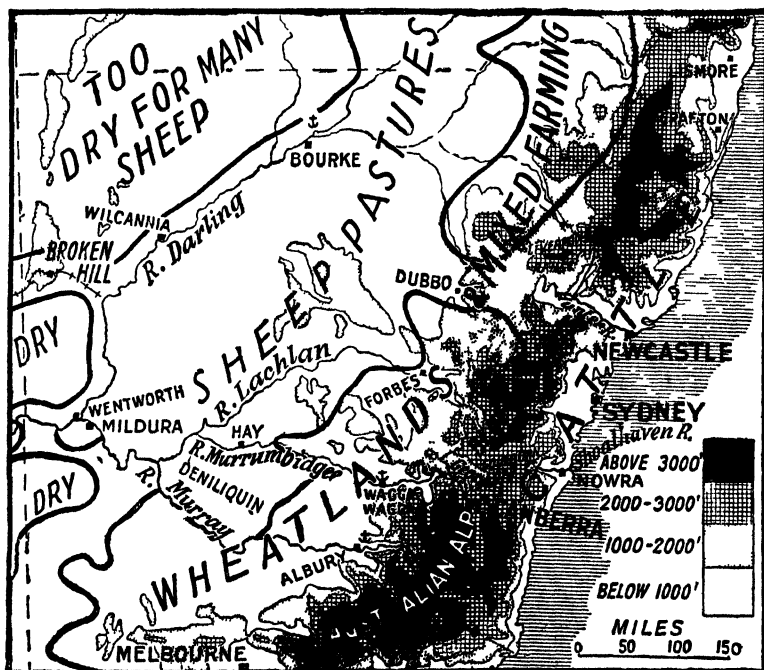 TOO
DRY FOR MANY
SHEEP
SHEEP PASTURES
MIXED FARMING
BOURKE
WILCANNIA
R. Darling
BROKEN
HILL
DUBBO
DRY
R. Lachlan
WENTWORTH
MILDURA
FORBES
HAY
R. Murrumbidgee
DENILIQUIN
R. Murray
DRY
WAGGA
WAGGA
WHEATLANDS
ALBURY
MELBOURNE
NEWCASTLE
SYDNEY
Shoalhaven R.
NOWRA
ABOVE 3000'
2000-3000'
1000-2000'
BELOW 1000'
MILES
0 50 100 150